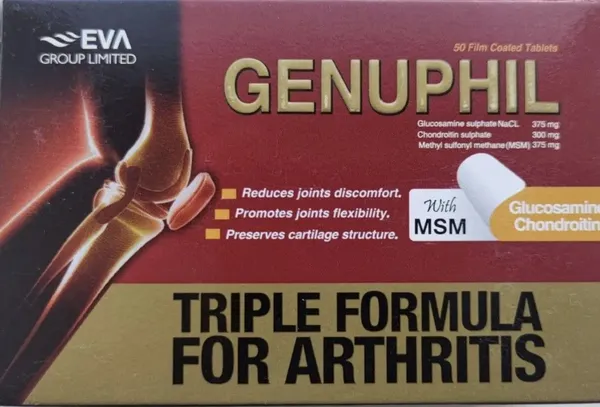 EVA
GROUP LIMITED
50 Film Coated Tablets
GENUPHIL
Glucosamine sulphate NaCL 375 mg
Chondroitin sulphate 300 mg
Methyl sulfonyl methane (MSM) 375 mg
Reduces joints discomfort.
Promotes joints flexibility.
Preserves cartilage structure.
With
MSM
Glucosamine
Chondroitin
TRIPLE FORMULA
FOR ARTHRITIS